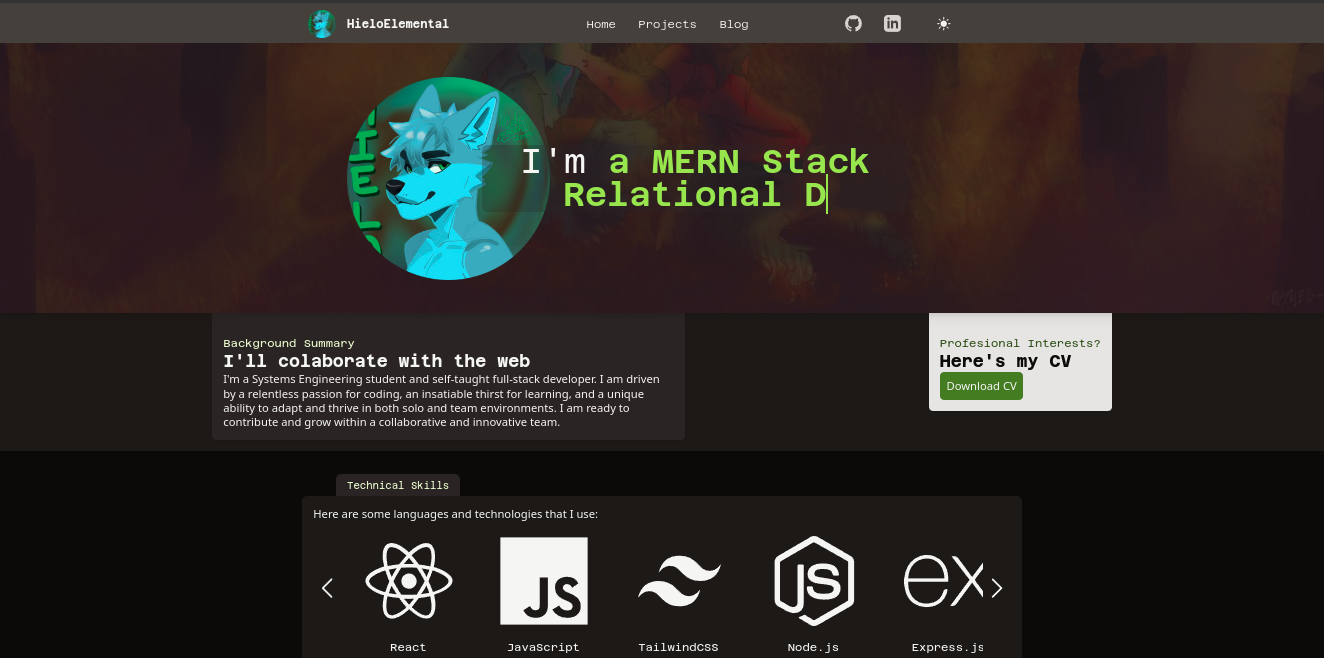 HieloElemental
Home Projects Blog
I'm a MERN Stack
Relational D
Background Summary
I'll colaborate with the web
I'm a Systems Engineering student and self-taught full-stack developer. I am driven
by a relentless passion for coding, an insatiable thirst for learning, and a unique
ability to adapt and thrive in both solo and team environments. I am ready to
contribute and grow within a collaborative and innovative team.
Profesional Interests?
Here's my CV
Download CV
Technical Skills
Here are some languages and technologies that I use:
JS
JS
ex
React
JavaScript
TailwindCSS
Node.js
Express.js